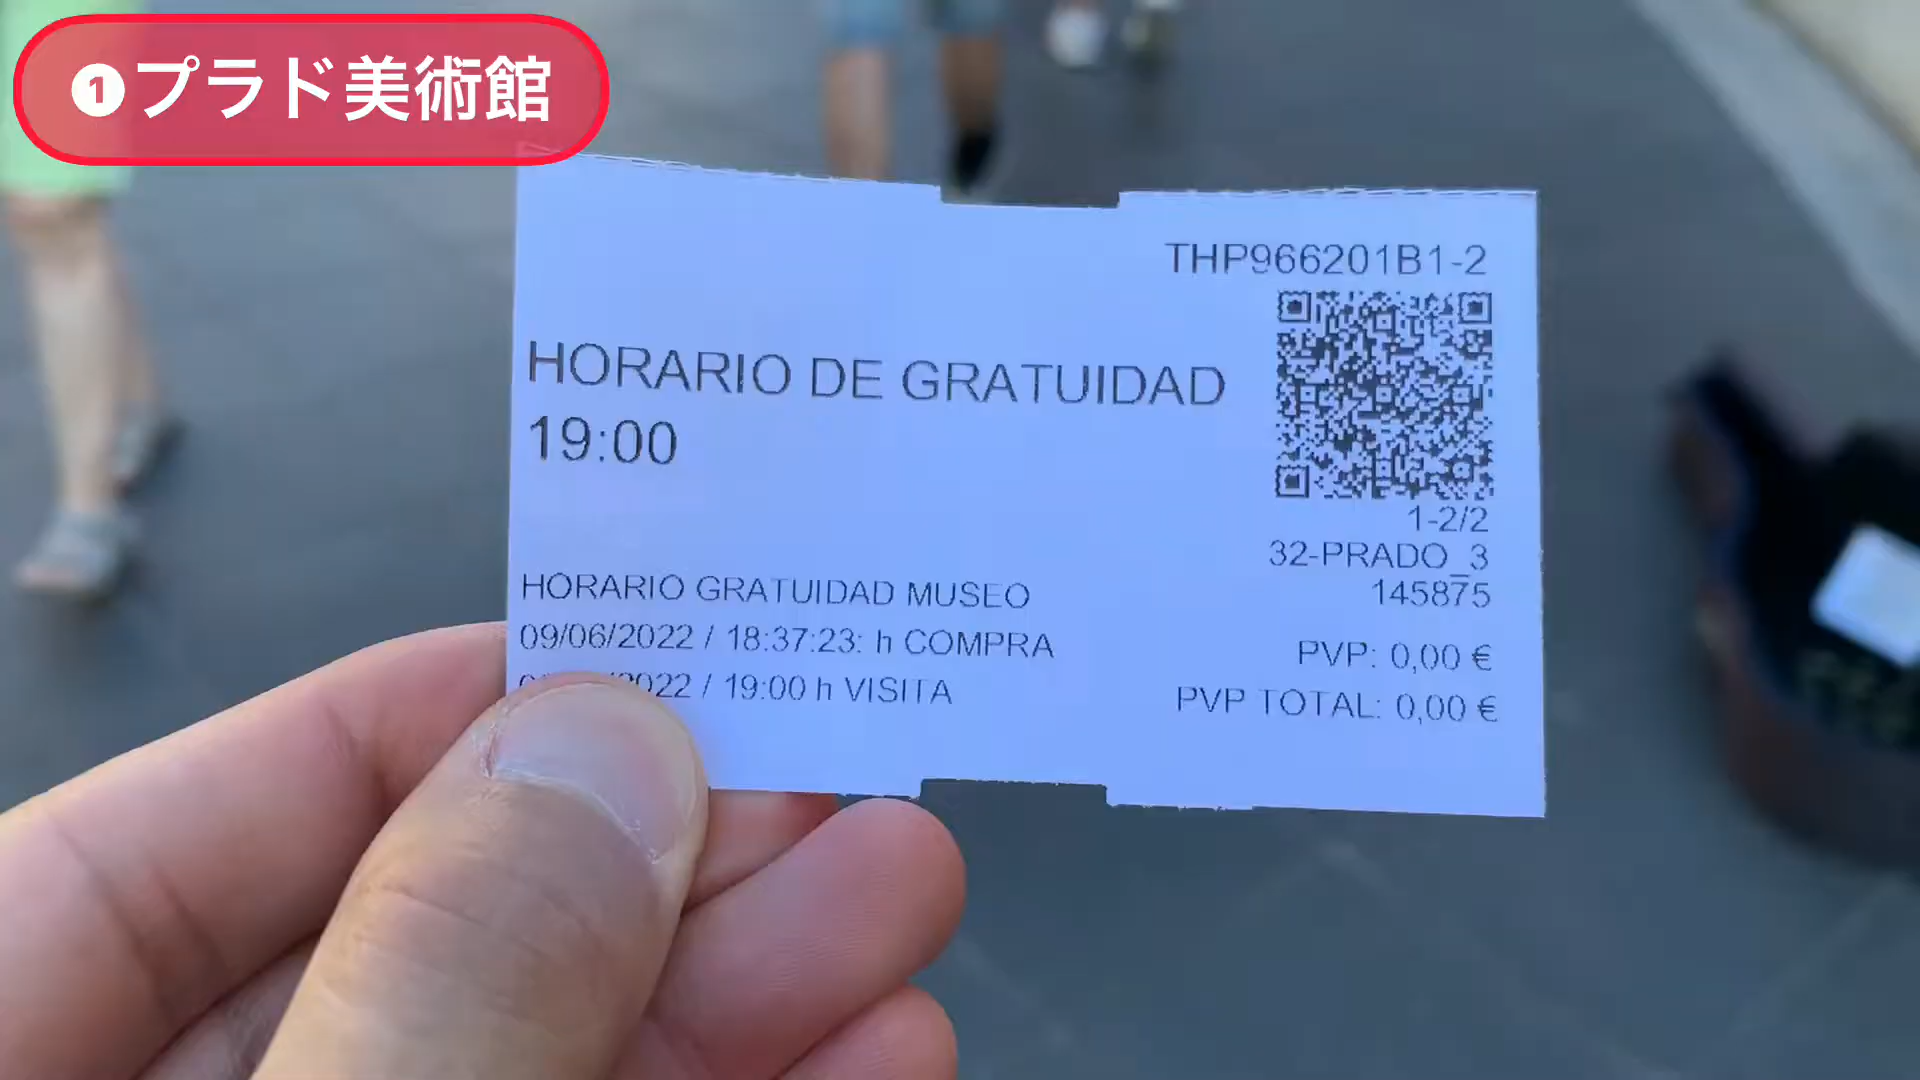 ❶プラド美術館
THP966201B1-2
HORARIO DE GRATUIDAD
19:00
1-2/2
32-PRADO_3
145875
HORARIO GRATUIDAD MUSEO
09/06/2022 / 18:37:23: h COMPRA
2022 / 19:00 h VISITA
PVP: 0,00 €
PVP TOTAL: 0,00 €